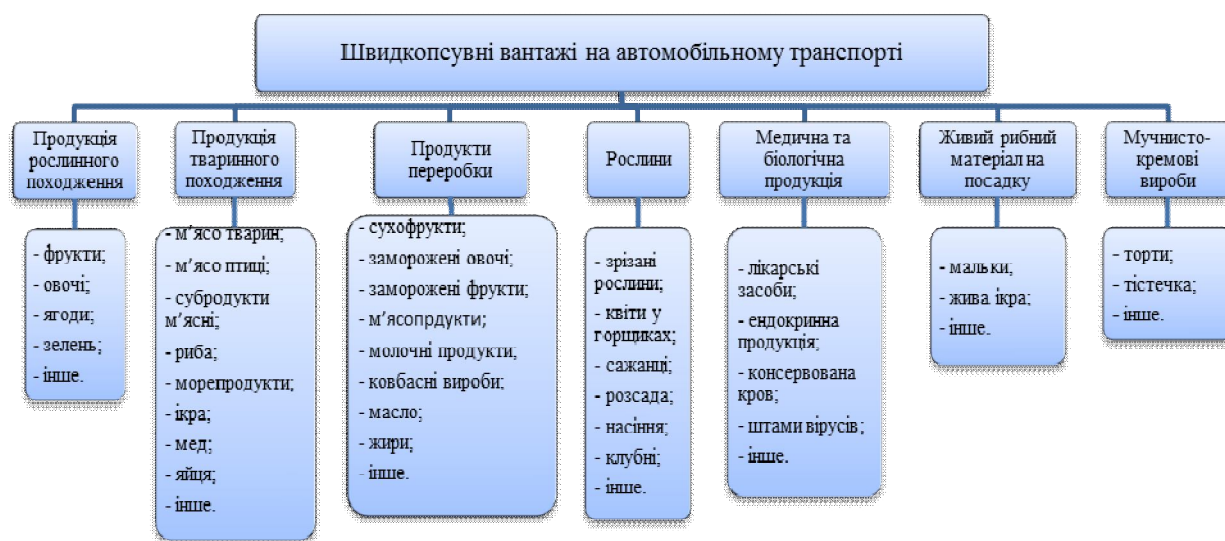 Швидкопсувні вантажі на автомобільному транспорті
Продукція
рослинного
походження
- фрукти;
- овочі;
- ягоди;
- зелень;
- інше.
Продукція
тваринного
походження
- м’ясо тварин;
- м’ясо птиці;
- субродукти
м’ясні;
- риба;
- морепродукти;
- ікра;
- мед;
- яйця;
- інше.
Продукти
переробки
- сухофрукти;
- заморожені овочі;
- заморожені фрукти;
- м’ясопрдукти;
- молочні продукти;
- ковбасні вироби;
- масло;
- жири;
- інше.
Рослини
- зрізані
рослини;
- квіти у
горщиках;
- сажанці;
- розсада;
- насіння;
- клубні;
- інше.
Медична та
біологічна
продукція
- лікарські
засоби;
- ендокринна
продукція;
- консервована
кров;
- штами вірусів;
- інше.
Живий рибний
матеріал на
посадку
- мальки;
- жива ікра;
- інше.
Мучнисто-
кремові
вироби
- торти;
- тістечка;
- інше.